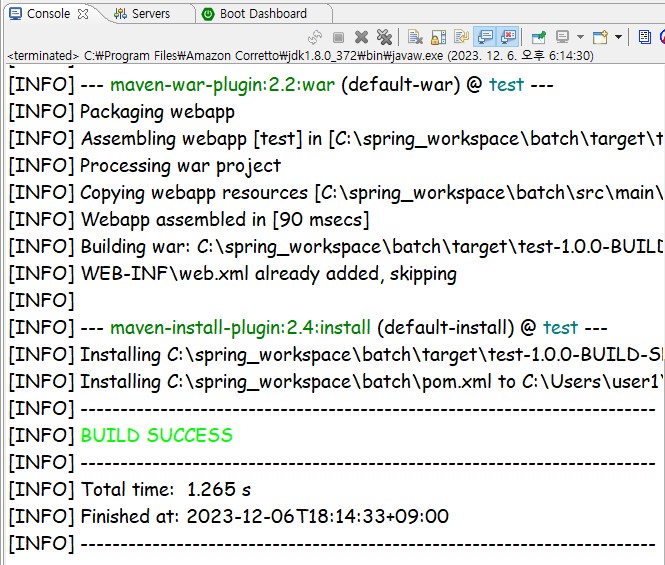 Console Servers Boot Dashboard
<terminated> C:₩Program Files₩Amazon Corretto₩jdk1.8.0_372₩bin₩javaw.exe (2023. 12. 6. 오후 6:14:30)
[INFO] --- maven-war-plugin:2.2:war (default-war) @ test ---
[INFO] Packaging webapp
[INFO] Assembling webapp [test] in [C:\spring_workspace\batch\target\t
[INFO] Processing war project
[INFO] Copying webapp resources [C:\spring_workspace\batch\src\main\
[INFO] Webapp assembled in [90 msecs]
[INFO] Building war: C:\spring_workspace\batch\target\test-1.0.0-BUILD
[INFO] WEB-INF\web.xml already added, skipping
[INFO]
[INFO] --- maven-install-plugin:2.4:install (default-install) @ test ---
[INFO] Installing C:\spring_workspace\batch\target\test-1.0.0-BUILD-S
[INFO] Installing C:\spring_workspace\batch\pom.xml to C:\Users\user1\
[INFO] ------------------------------------------------------------------------
[INFO] BUILD SUCCESS
[INFO] ------------------------------------------------------------------------
[INFO] Total time:  1.265 s
[INFO] Finished at: 2023-12-06T18:14:33+09:00
[INFO] ------------------------------------------------------------------------